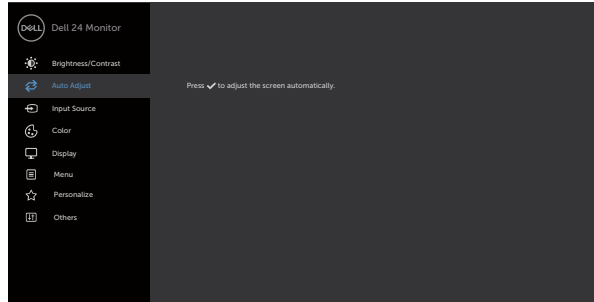 DELL Dell 24 Monitor
Brightness/Contrast
Auto Adjust
Press ✓ to adjust the screen automatically.
Input Source
Color
Display
Menu
Personalize
Others